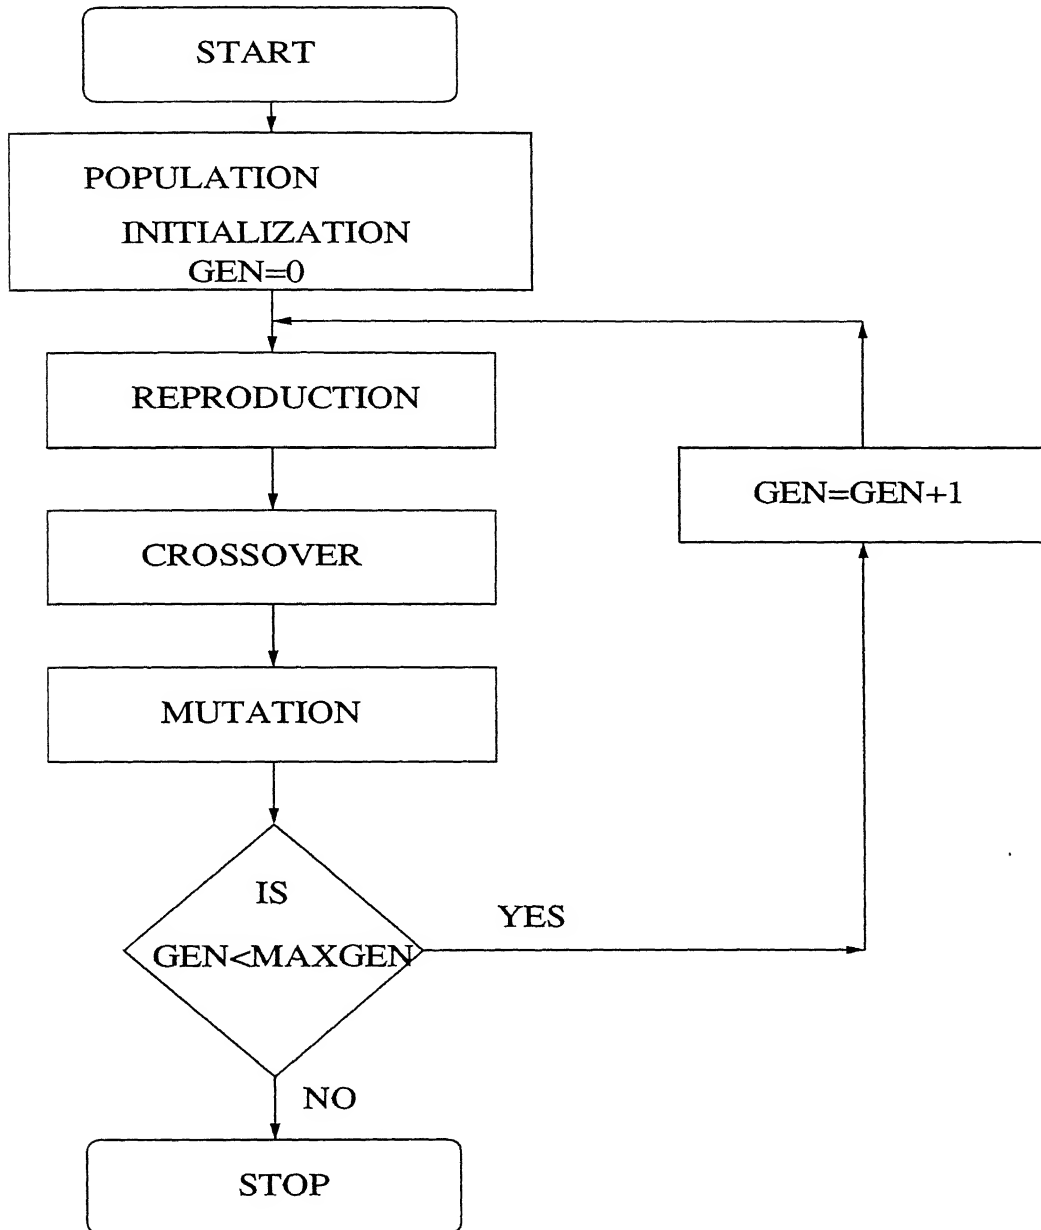 START
POPULATION
INITIALIZATION
GEN=0
REPRODUCTION
GEN=GEN+1
CROSSOVER
MUTATION
IS
YES
GEN<MAXGEN
NO
STOP